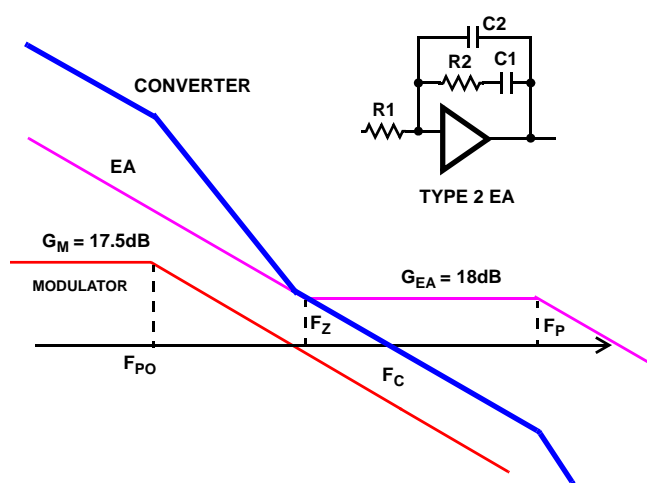 C2
R2
C1
CONVERTER
R1
EA
TYPE 2 EA
G_M = 17.5dB
G_EA = 18dB
MODULATOR
F_Z
F_P
F_PO
F_C